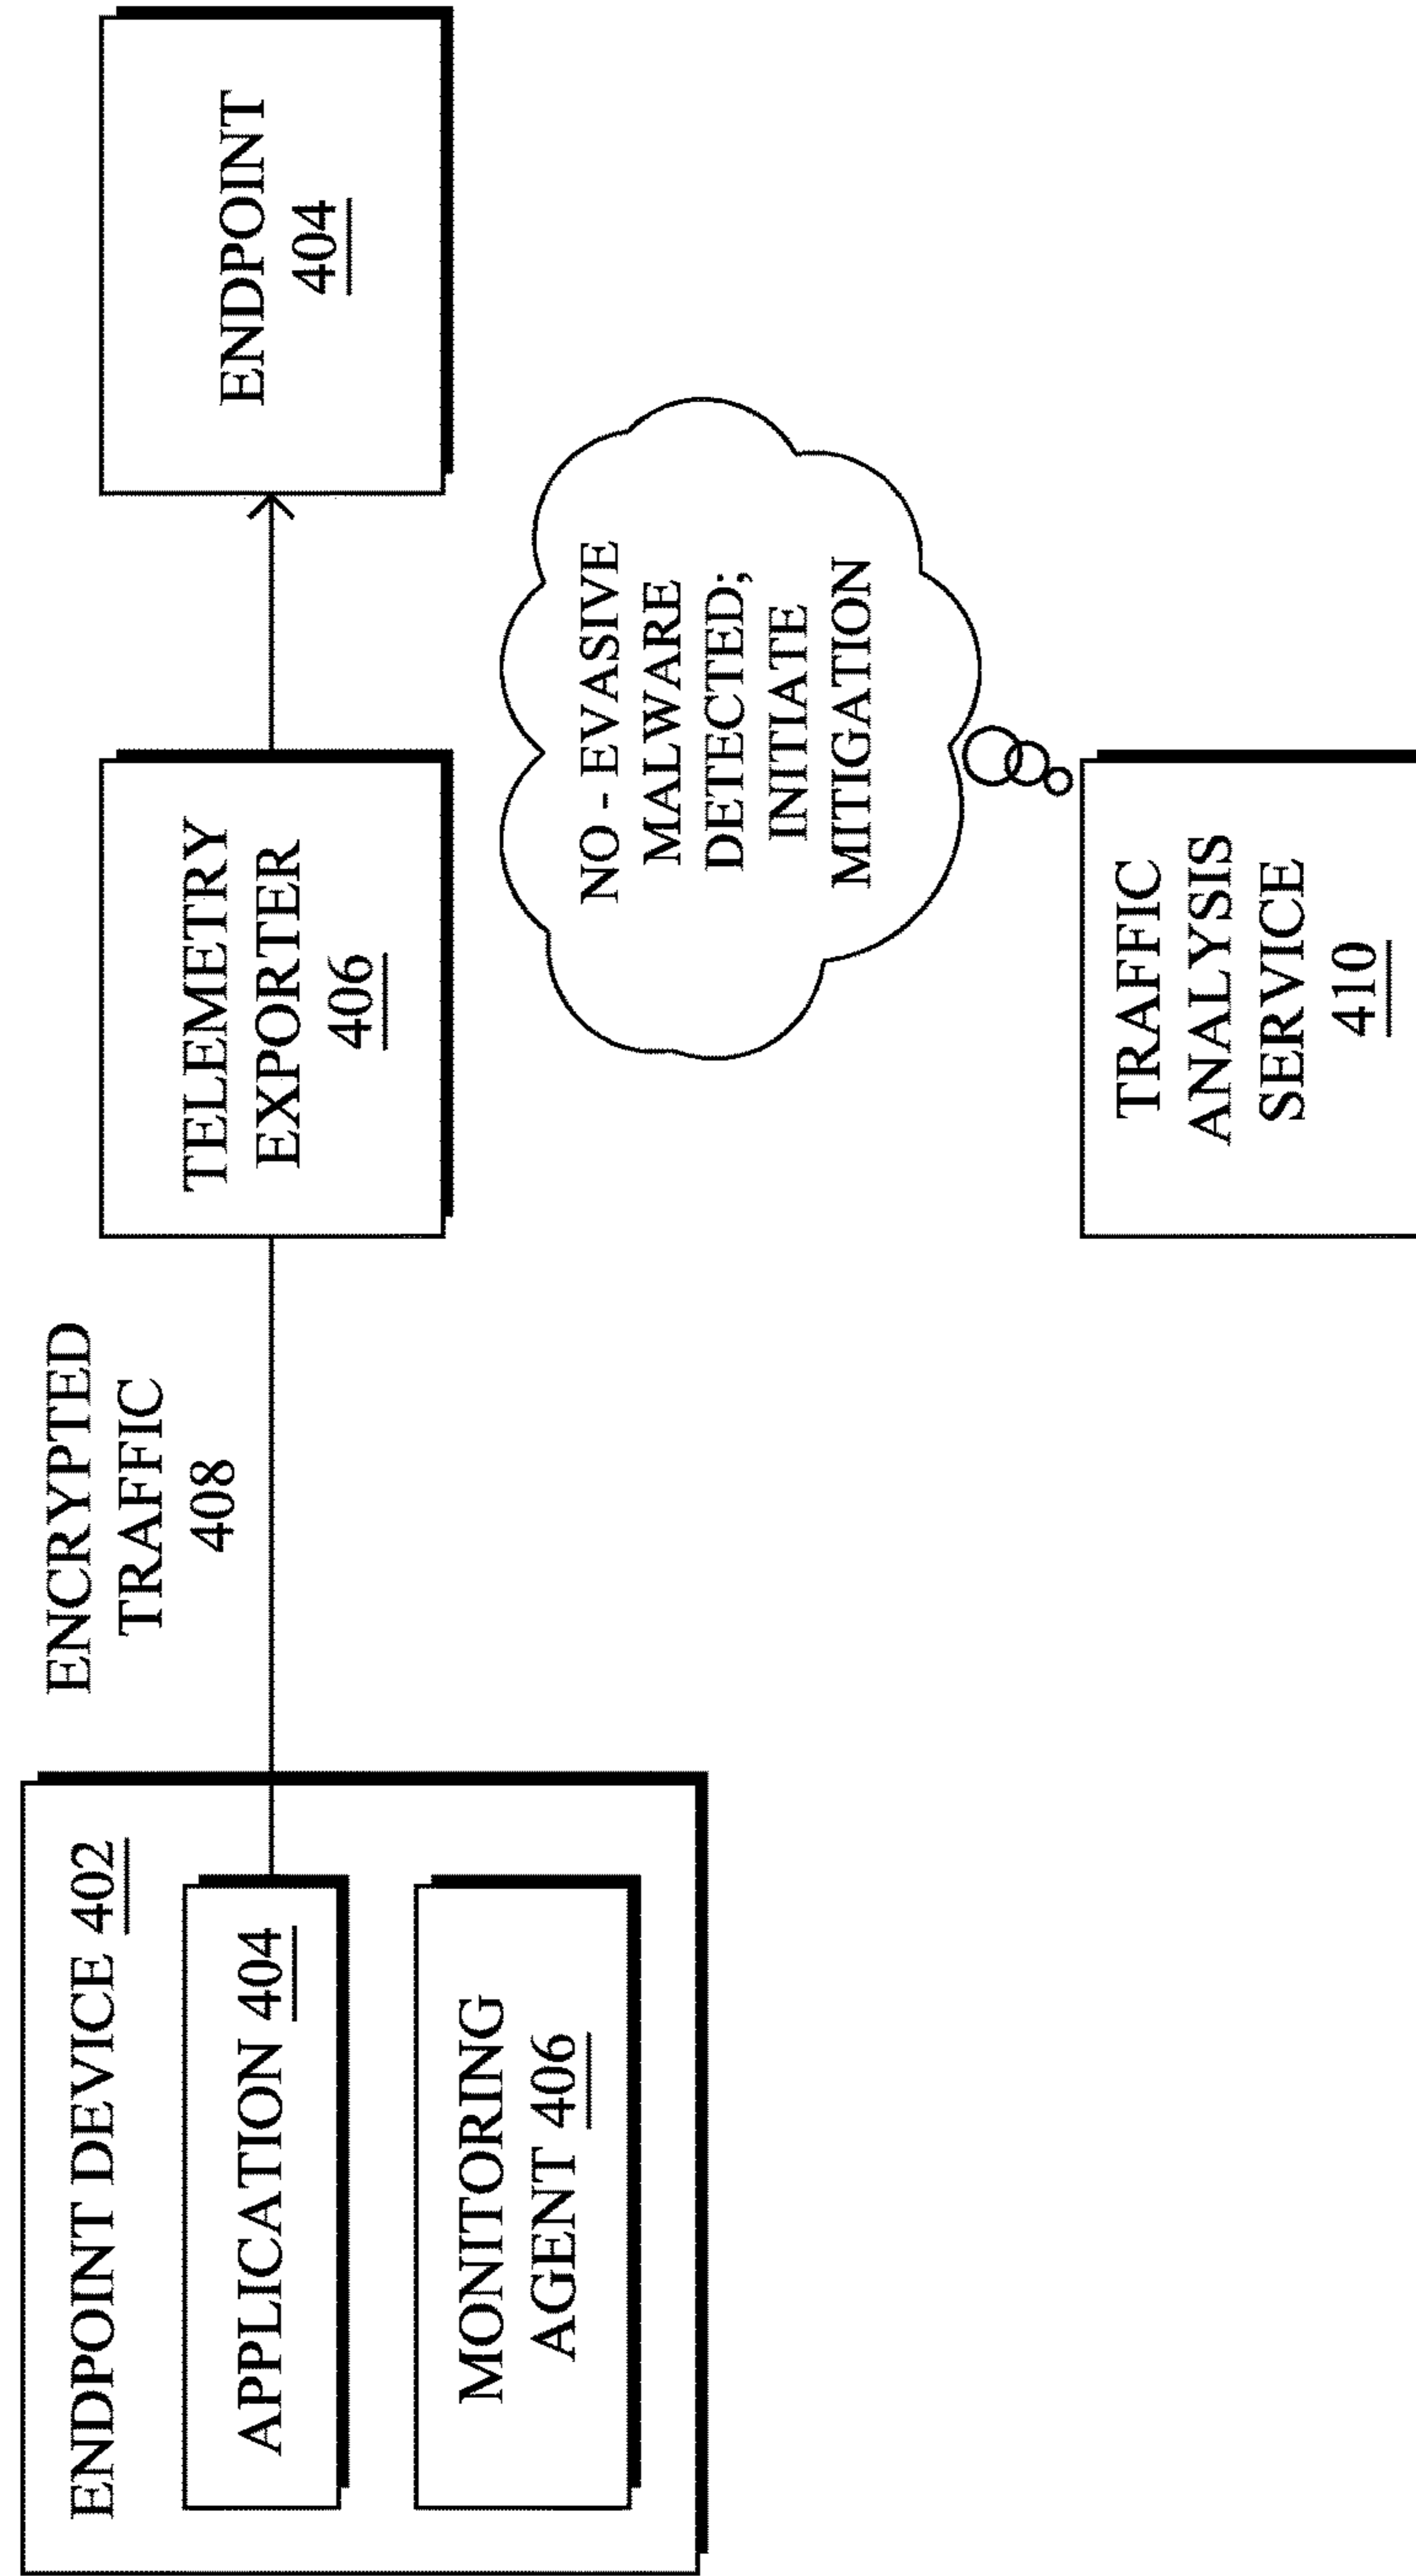 ENDPOINT DEVICE 402
APPLICATION 404
MONITORING
AGENT 406
ENCRYPTED
TRAFFIC
408
TELEMETRY
EXPORTER
406
ENDPOINT
404
NO - EVASIVE
MALWARE
DETECTED;
INITIATE
MITIGATION
TRAFFIC
ANALYSIS
SERVICE
410